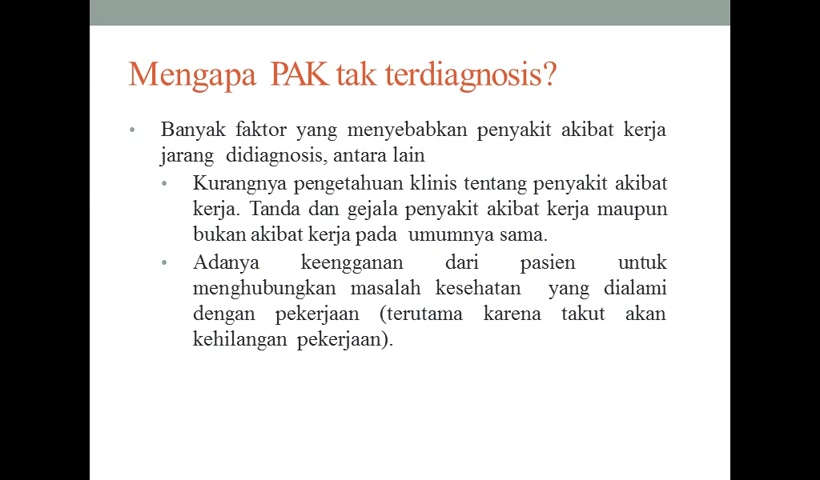 Mengapa PAK tak terdiagnosis?
• Banyak faktor yang menyebabkan penyakit akibat kerja
jarang didiagnosis, antara lain
• Kurangnya pengetahuan klinis tentang penyakit akibat
kerja. Tanda dan gejala penyakit akibat kerja maupun
bukan akibat kerja pada umumnya sama.
• Adanya keengganan dari pasien untuk
menghubungkan masalah kesehatan yang dialami
dengan pekerjaan (terutama karena takut akan
kehilangan pekerjaan).